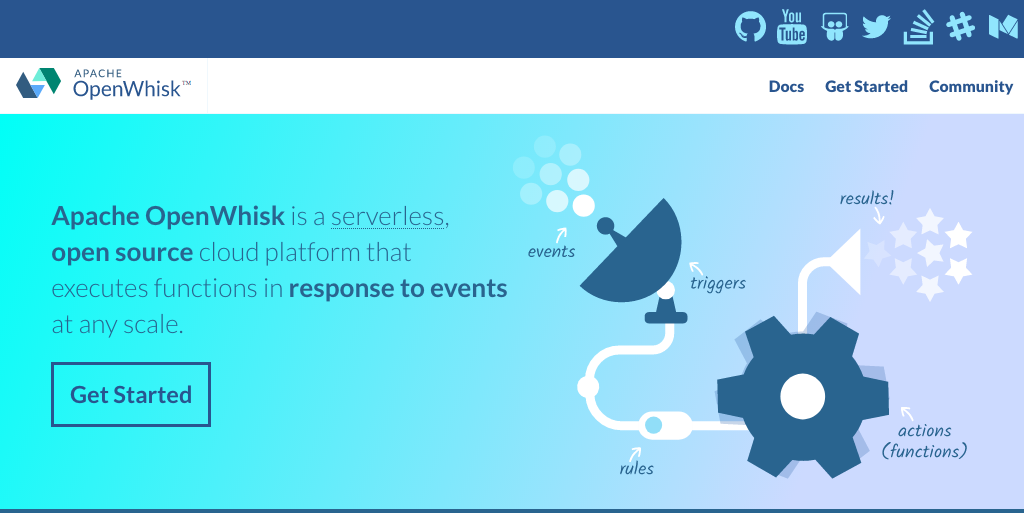 You
Tube
APACHE
OpenWhisk™
Docs Get Started Community
Apache OpenWhisk is a serverless,
open source cloud platform that
executes functions in response to events
at any scale.
Get Started
events
triggers
results!
rules
actions
(functions)